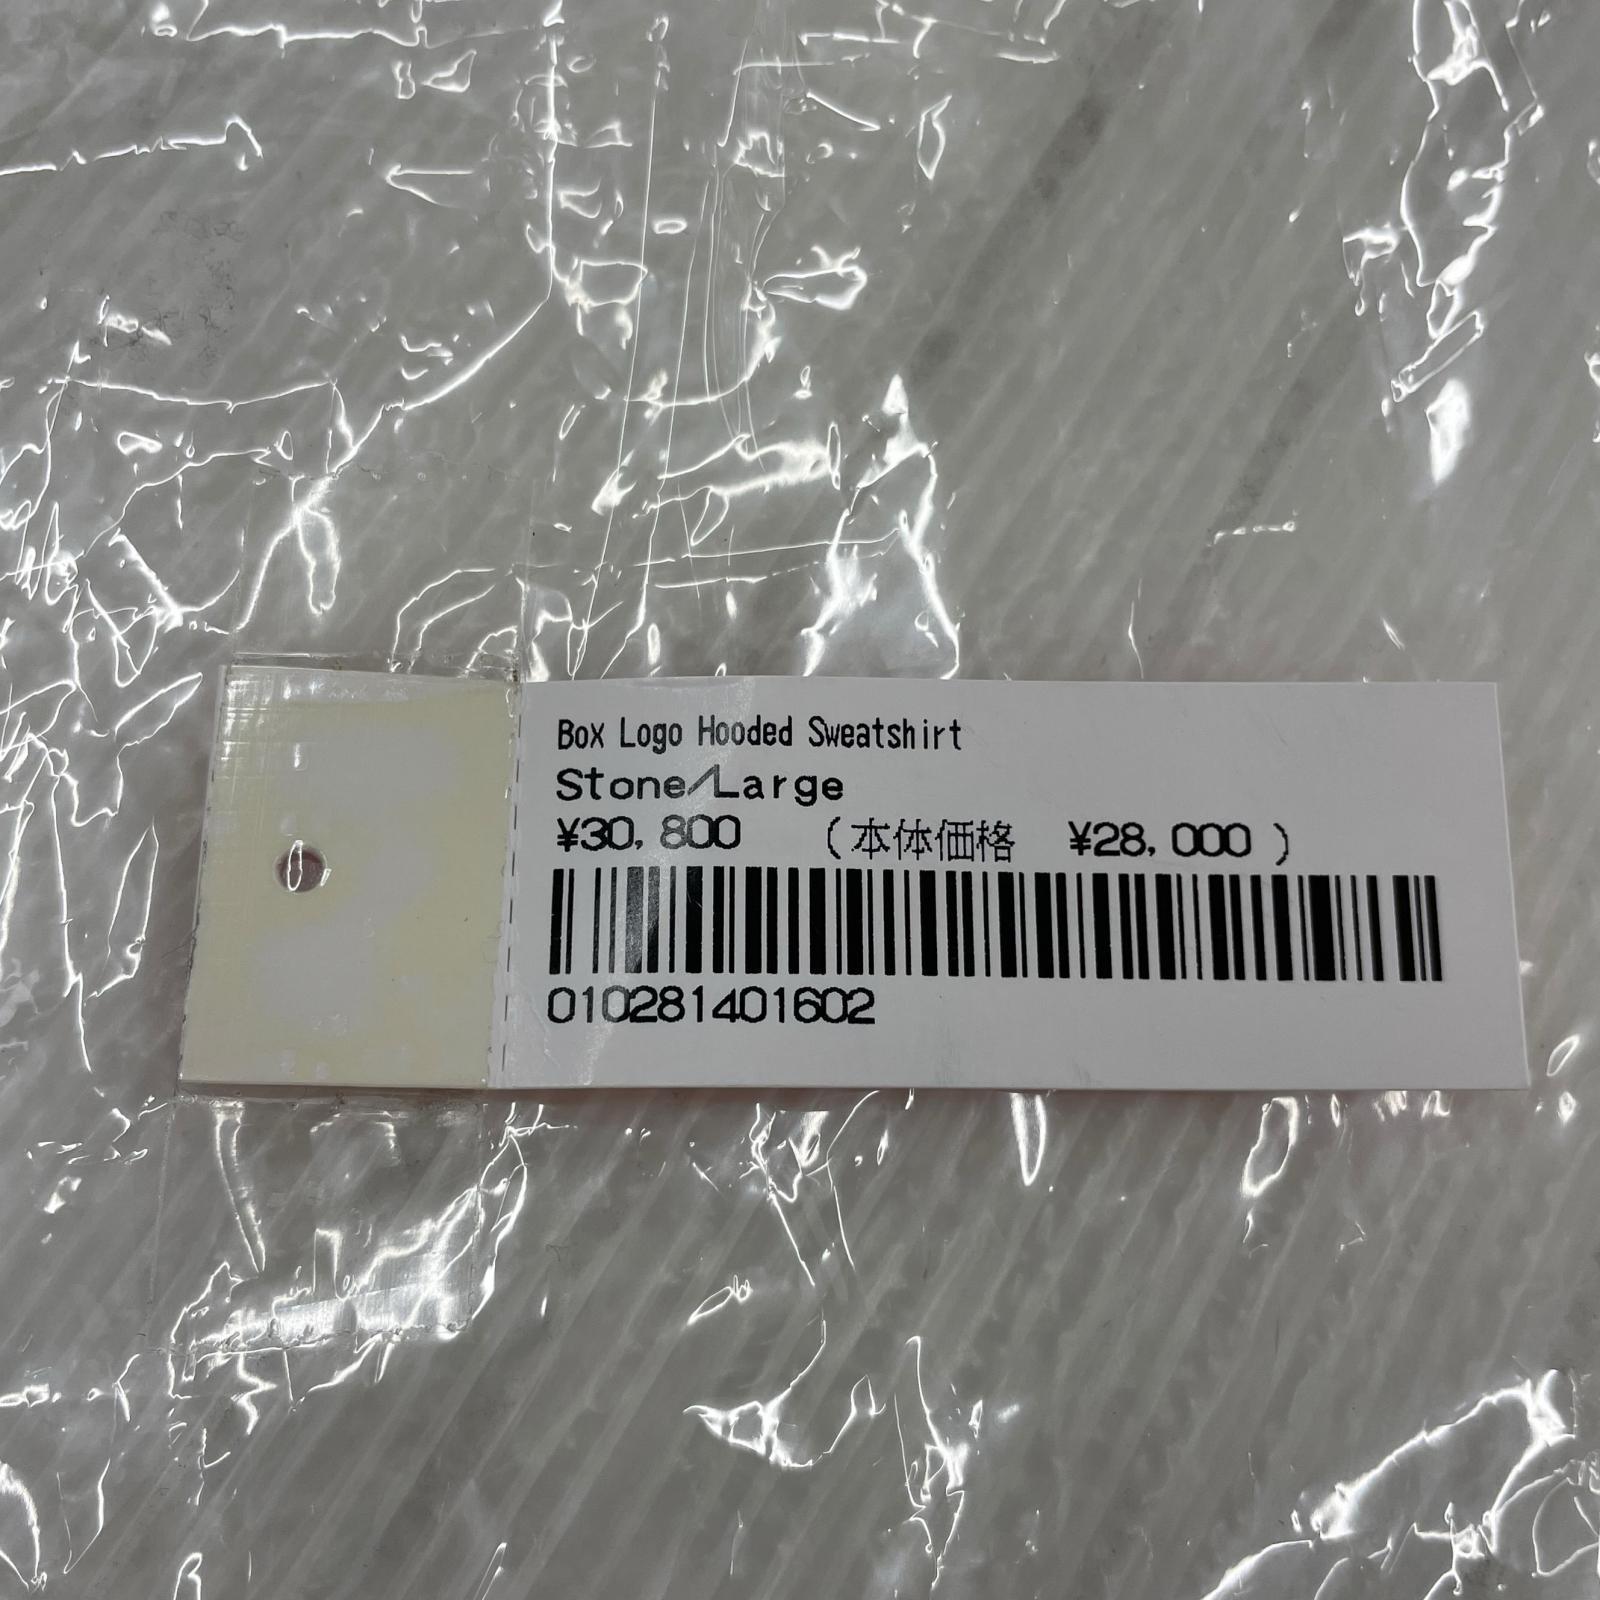 Box Logo Hooded Sweatshirt
Stone/Large
¥30,800 (本体価格 ¥28,000)
010281401602